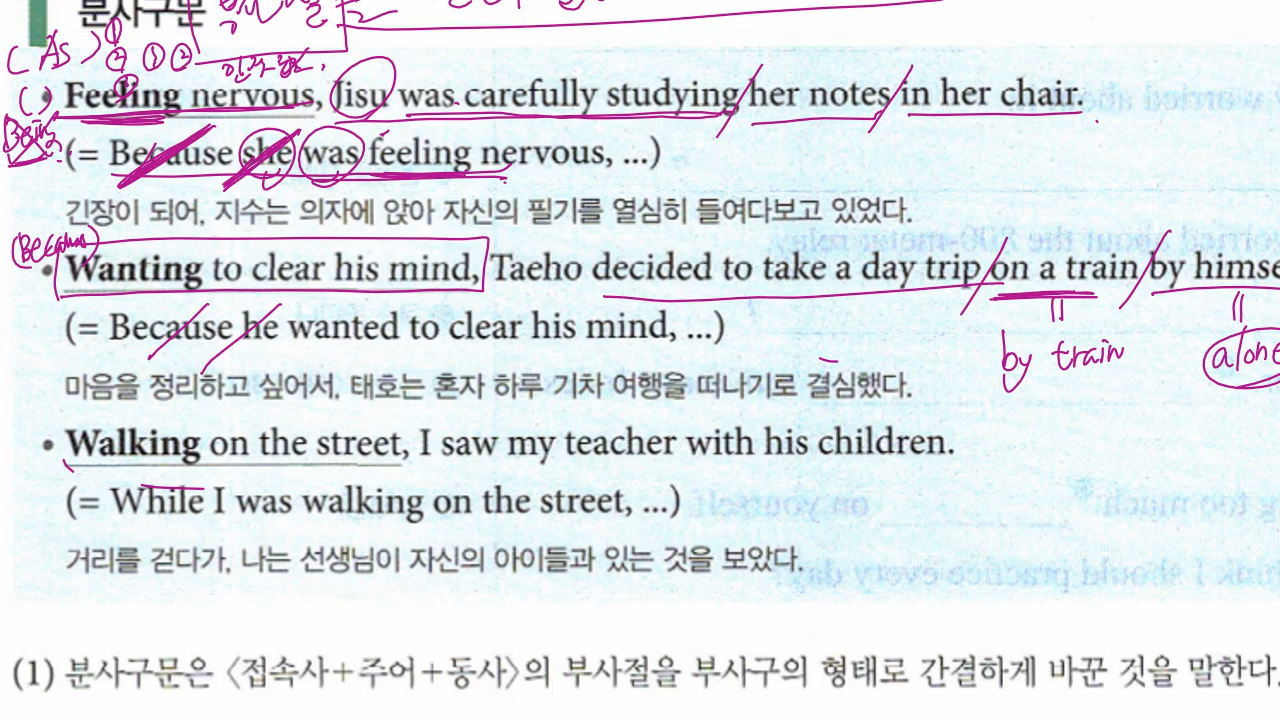 분사구문
(As) ① ② ① ②
• Feeling nervous, Jisu was carefully studying her notes in her chair.
Being (= Because she was feeling nervous, ...)
긴장이 되어, 지수는 의자에 앉아 자신의 필기를 열심히 들여다보고 있었다.
(Because)
• Wanting to clear his mind, Taeho decided to take a day trip on a train by himse
(= Because he wanted to clear his mind, ...)
by train alone
마음을 정리하고 싶어서, 태호는 혼자 하루 기차 여행을 떠나기로 결심했다.
• Walking on the street, I saw my teacher with his children.
(= While I was walking on the street, ...)
거리를 걷다가, 나는 선생님이 자신의 아이들과 있는 것을 보았다.
(1) 분사구문은 〈접속사+주어+동사〉의 부사절을 부사구의 형태로 간결하게 바꾼 것을 말한다.